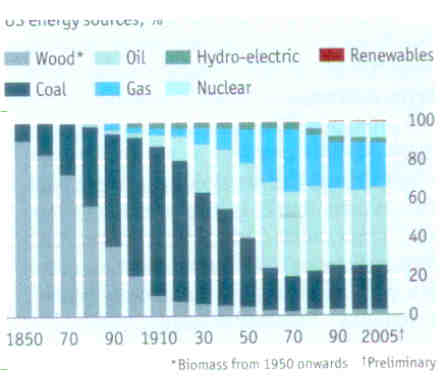 US energy sources, %
Wood* Oil Hydro-electric Renewables
Coal Gas Nuclear
100
80
60
40
20
0
1850 70 90 1910 30 50 70 90 2005†
*Biomass from 1950 onwards †Preliminary